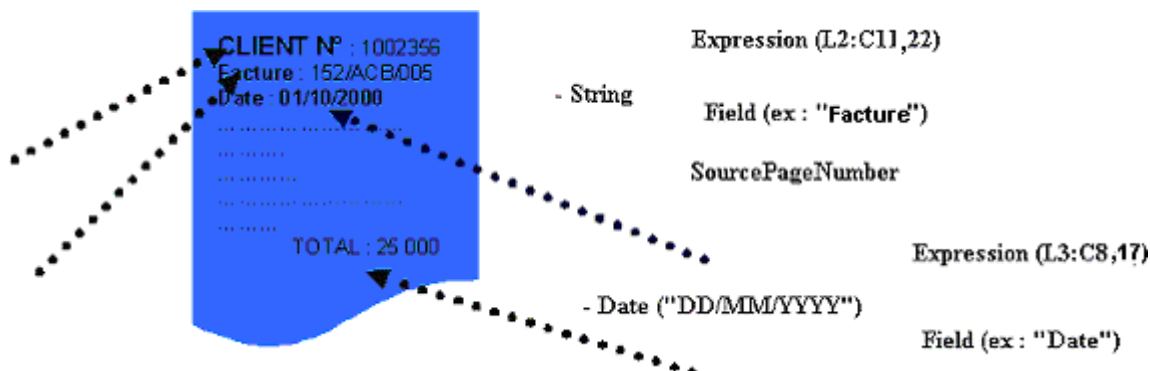 CLIENT N° : 1002356
Facture : 152/ACB/005
Date : 01/10/2000
TOTAL : 25 000
Expression (L2:C11,22)
- String
Field (ex : "Facture")
SourcePageNumber
Expression (L3:C8,17)
- Date ("DD/MM/YYYY")
Field (ex : "Date")